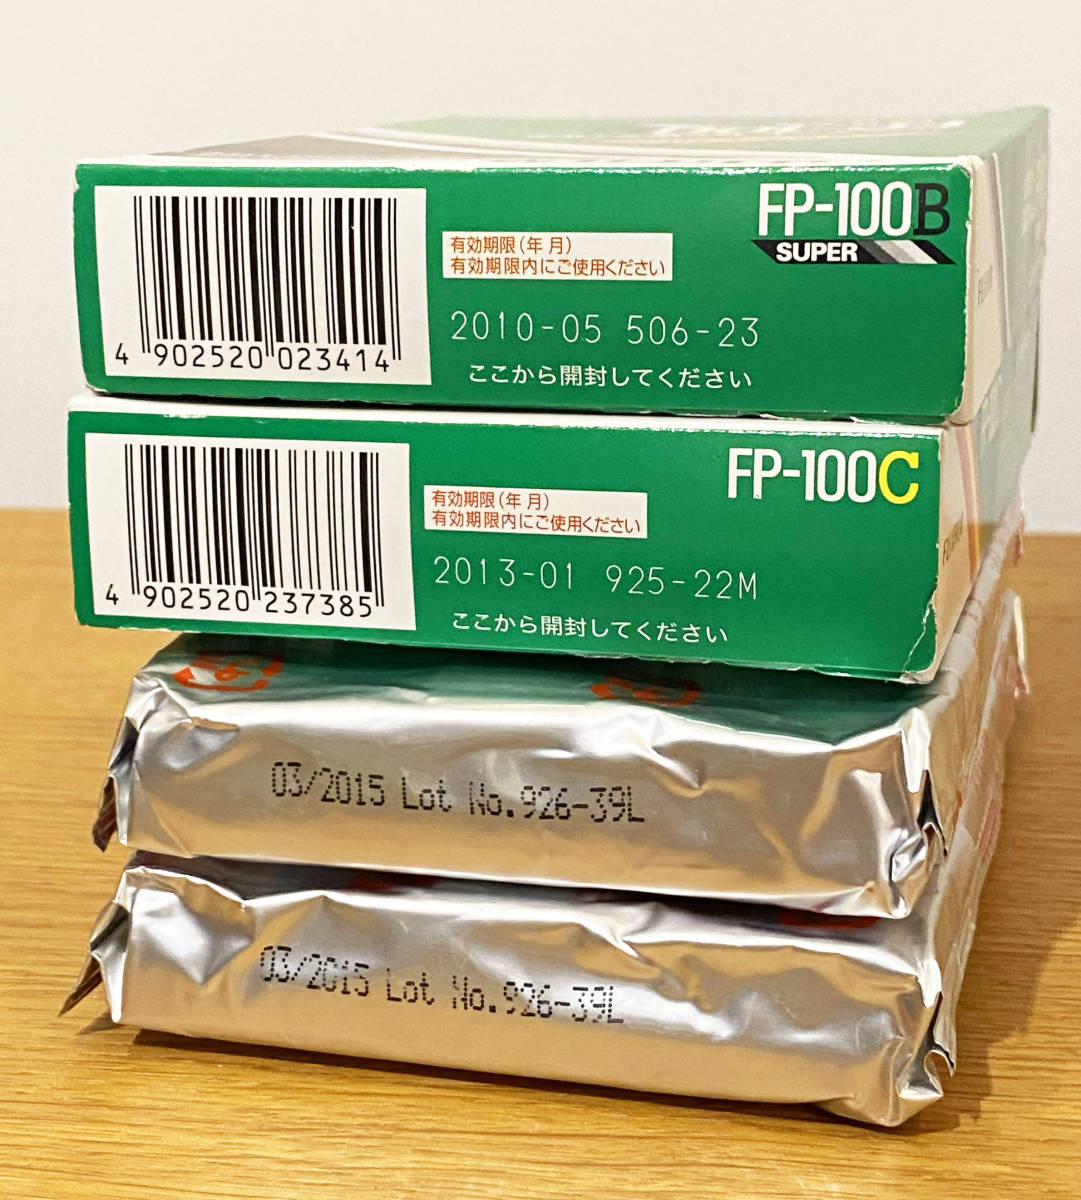 FP-100B
SUPER
有効期限(年月)
有効期限内にご使用ください
2010-05 506-23
ここから開封してください
4 902520 023414
FP-100C
有効期限(年月)
有効期限内にご使用ください
2013-01 925-22M
ここから開封してください
4 902520 237385
03/2015 Lot No.926-39L
03/2015 Lot No.926-39L